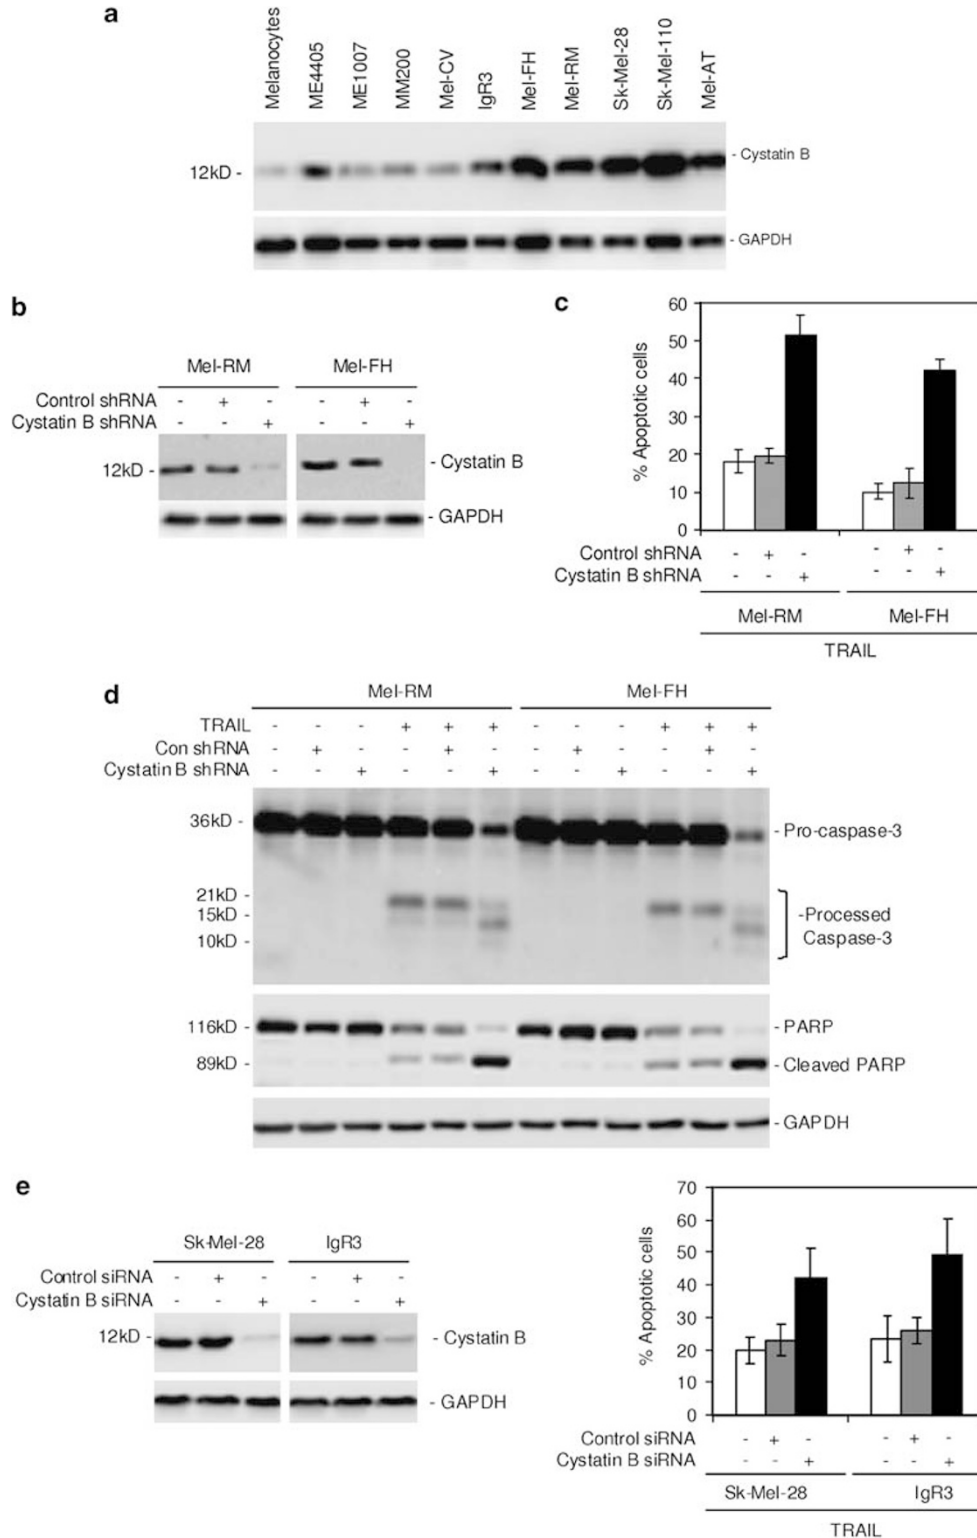 a
Melanocytes ME4405 ME1007 MM200 Mel-CV IgR3 Mel-FH Mel-RM Sk-Mel-28 Sk-Mel-110 Mel-AT
12kD - - Cystatin B
- GAPDH
b
Mel-RM Mel-FH
Control shRNA - + - - + -
Cystatin B shRNA - - + - - +
12kD - - Cystatin B
- GAPDH
c
% Apoptotic cells
60
50
40
30
20
10
0
Control shRNA - + - - + -
Cystatin B shRNA - - + - - +
Mel-RM Mel-FH
TRAIL
d
Mel-RM Mel-FH
TRAIL - - - + + + - - - + + +
Con shRNA - + - - + - - + - - + -
Cystatin B shRNA - - + - - + - - + - - +
36kD - - Pro-caspase-3
21kD -
15kD - -Processed
10kD - Caspase-3
116kD - - PARP
89kD - - Cleaved PARP
- GAPDH
e
Sk-Mel-28 IgR3
Control siRNA - + - - + -
Cystatin B siRNA - - + - - +
12kD - - Cystatin B
- GAPDH
% Apoptotic cells
70
60
50
40
30
20
10
0
Control siRNA - + - - + -
Cystatin B siRNA - - + - - +
Sk-Mel-28 IgR3
TRAIL